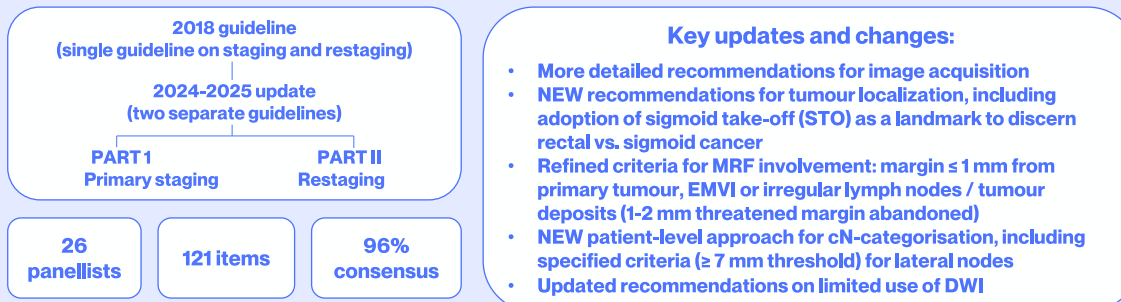 2018 guideline
(single guideline on staging and restaging)
2024-2025 update
(two separate guidelines)
PART 1
Primary staging
PART II
Restaging
26
panellists
121 items
96%
consensus
Key updates and changes:
• More detailed recommendations for image acquisition
• NEW recommendations for tumour localization, including
adoption of sigmoid take-off (STO) as a landmark to discern
rectal vs. sigmoid cancer
• Refined criteria for MRF involvement: margin ≤ 1 mm from
primary tumour, EMVI or irregular lymph nodes / tumour
deposits (1-2 mm threatened margin abandoned)
• NEW patient-level approach for cN-categorisation, including
specified criteria (≥ 7 mm threshold) for lateral nodes
• Updated recommendations on limited use of DWI